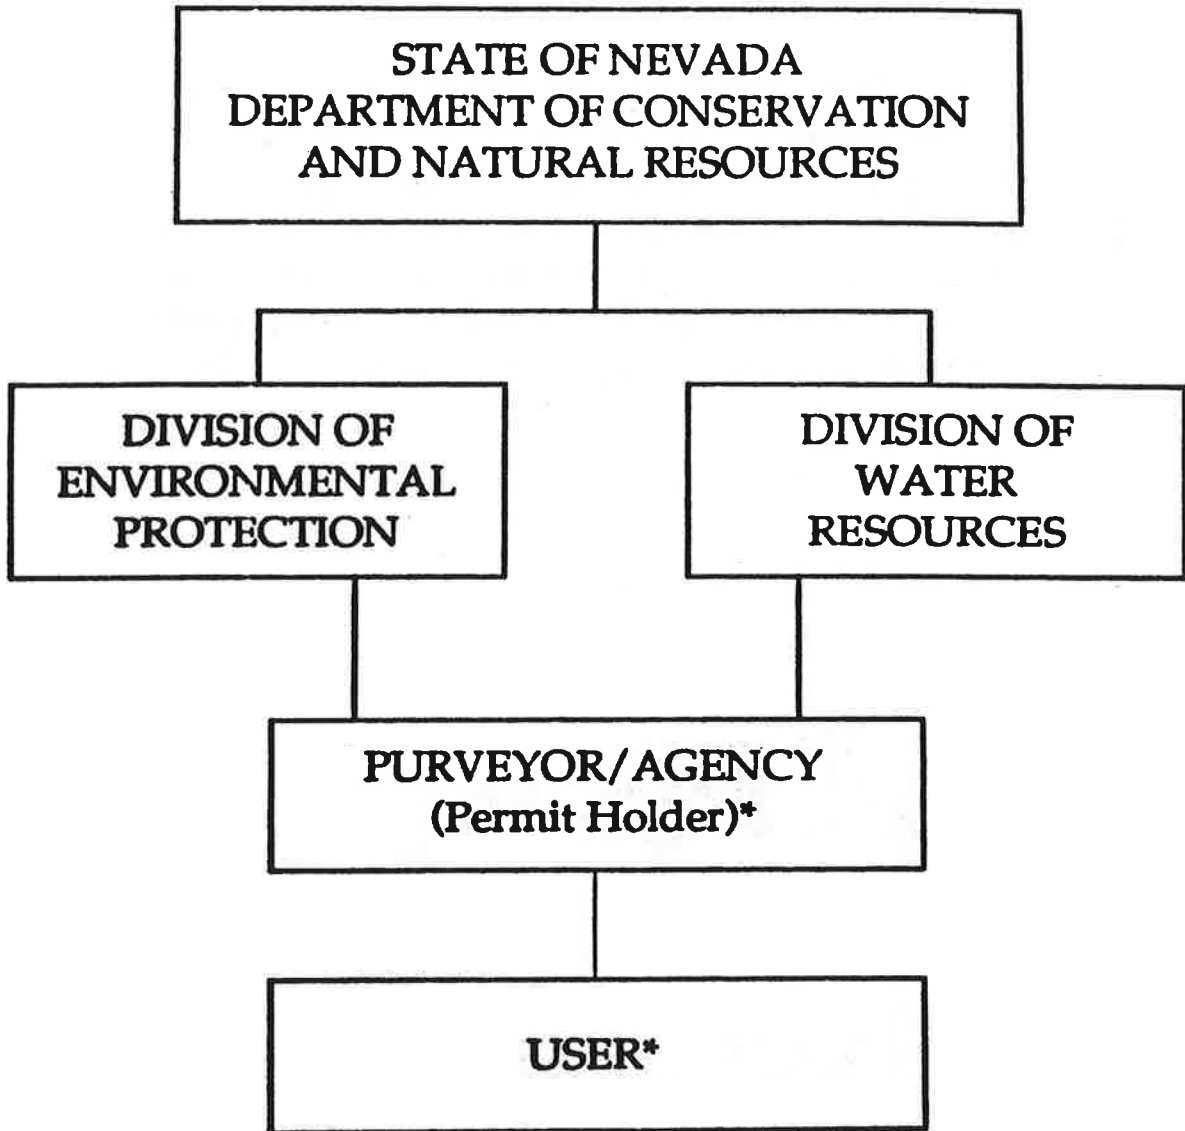 STATE OF NEVADA
DEPARTMENT OF CONSERVATION
AND NATURAL RESOURCES
DIVISION OF
ENVIRONMENTAL
PROTECTION
DIVISION OF
WATER
RESOURCES
PURVEYOR/AGENCY
(Permit Holder)*
USER*